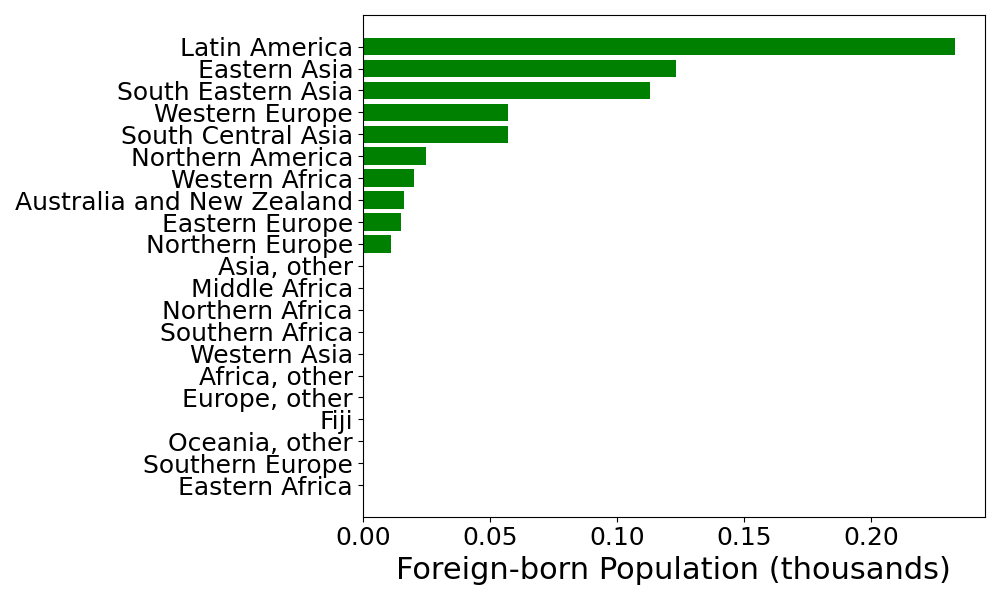 Latin America
Eastern Asia
South Eastern Asia
Western Europe
South Central Asia
Northern America
Western Africa
Australia and New Zealand
Eastern Europe
Northern Europe
Asia, other
Middle Africa
Northern Africa
Southern Africa
Western Asia
Africa, other
Europe, other
Fiji
Oceania, other
Southern Europe
Eastern Africa
0.00 0.05 0.10 0.15 0.20
Foreign-born Population (thousands)